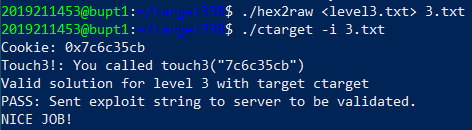 2019211453@bupt1:~/target338$ ./hex2raw <level3.txt> 3.txt
2019211453@bupt1:~/target338$ ./ctarget -i 3.txt
Cookie: 0x7c6c35cb
Touch3!: You called touch3("7c6c35cb")
Valid solution for level 3 with target ctarget
PASS: Sent exploit string to server to be validated.
NICE JOB!